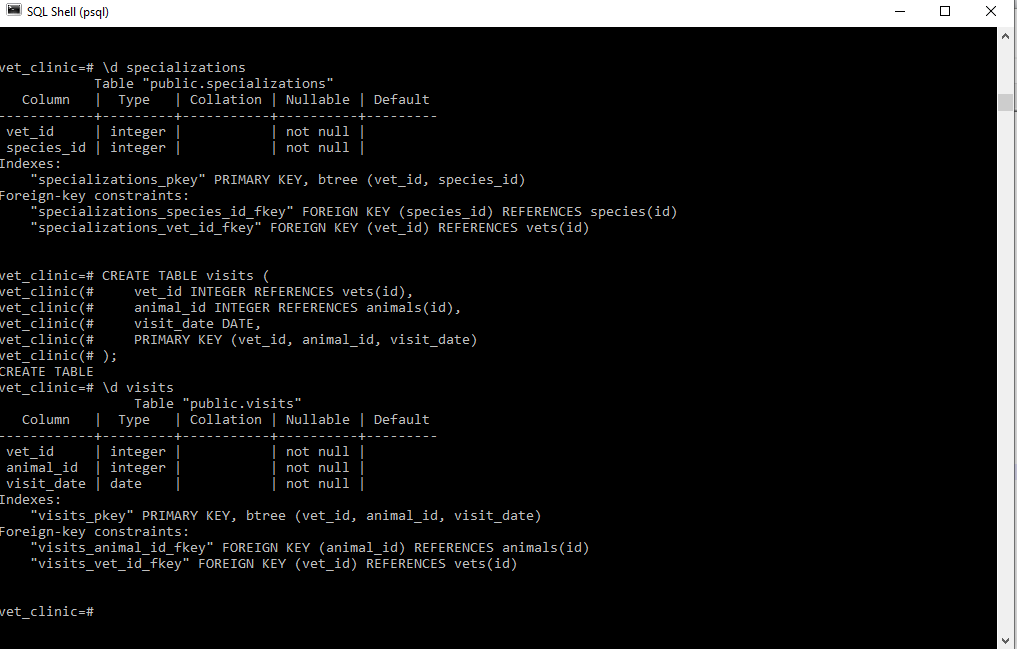 SQL Shell (psql)
vet_clinic=# \d specializations
            Table "public.specializations"
   Column   |  Type   | Collation | Nullable | Default
------------+---------+-----------+----------+---------
 vet_id     | integer |           | not null |
 species_id | integer |           | not null |
Indexes:
    "specializations_pkey" PRIMARY KEY, btree (vet_id, species_id)
Foreign-key constraints:
    "specializations_species_id_fkey" FOREIGN KEY (species_id) REFERENCES species(id)
    "specializations_vet_id_fkey" FOREIGN KEY (vet_id) REFERENCES vets(id)
vet_clinic=# CREATE TABLE visits (
vet_clinic(#     vet_id INTEGER REFERENCES vets(id),
vet_clinic(#     animal_id INTEGER REFERENCES animals(id),
vet_clinic(#     visit_date DATE,
vet_clinic(#     PRIMARY KEY (vet_id, animal_id, visit_date)
vet_clinic(# );
CREATE TABLE
vet_clinic=# \d visits
                 Table "public.visits"
   Column   |  Type   | Collation | Nullable | Default
------------+---------+-----------+----------+---------
 vet_id     | integer |           | not null |
 animal_id  | integer |           | not null |
 visit_date | date    |           | not null |
Indexes:
    "visits_pkey" PRIMARY KEY, btree (vet_id, animal_id, visit_date)
Foreign-key constraints:
    "visits_animal_id_fkey" FOREIGN KEY (animal_id) REFERENCES animals(id)
    "visits_vet_id_fkey" FOREIGN KEY (vet_id) REFERENCES vets(id)
vet_clinic=#